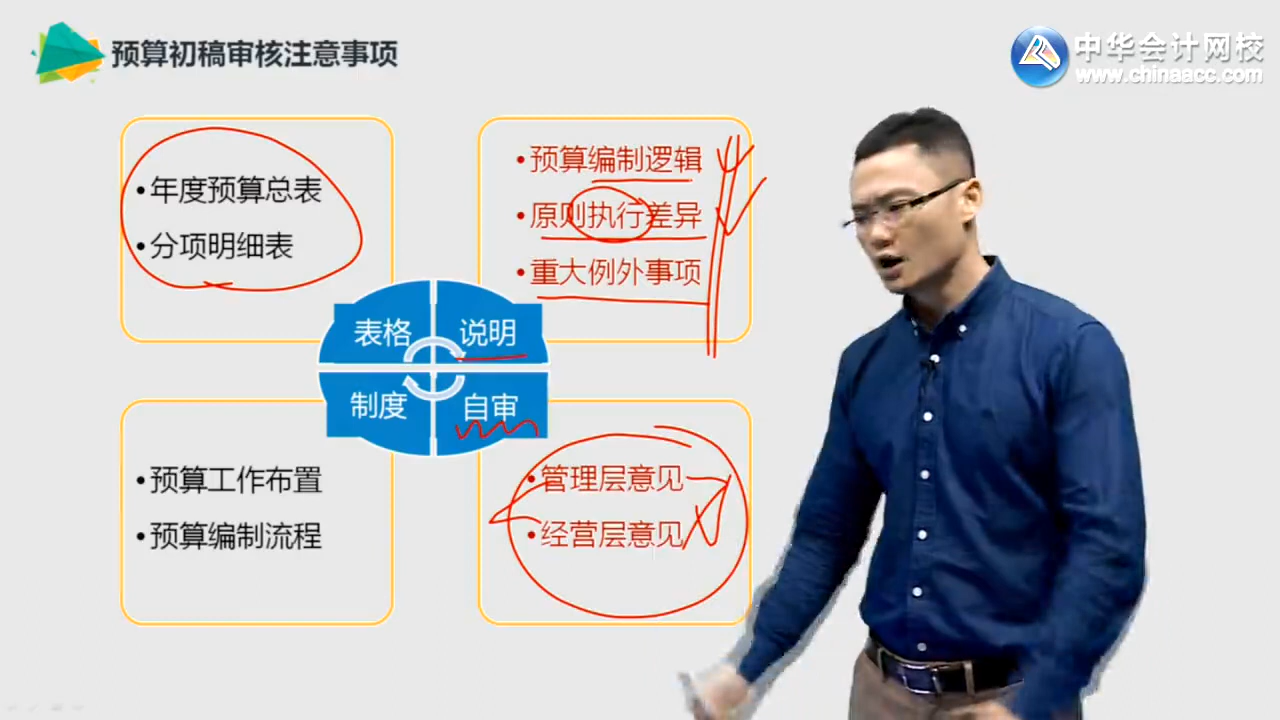 预算初稿审核注意事项
中华会计网校
www.chinaacc.com
•年度预算总表
•分项明细表
•预算编制逻辑
•原则执行差异
•重大例外事项
表格
说明
制度
自审
•预算工作布置
•预算编制流程
•管理层意见
•经营层意见